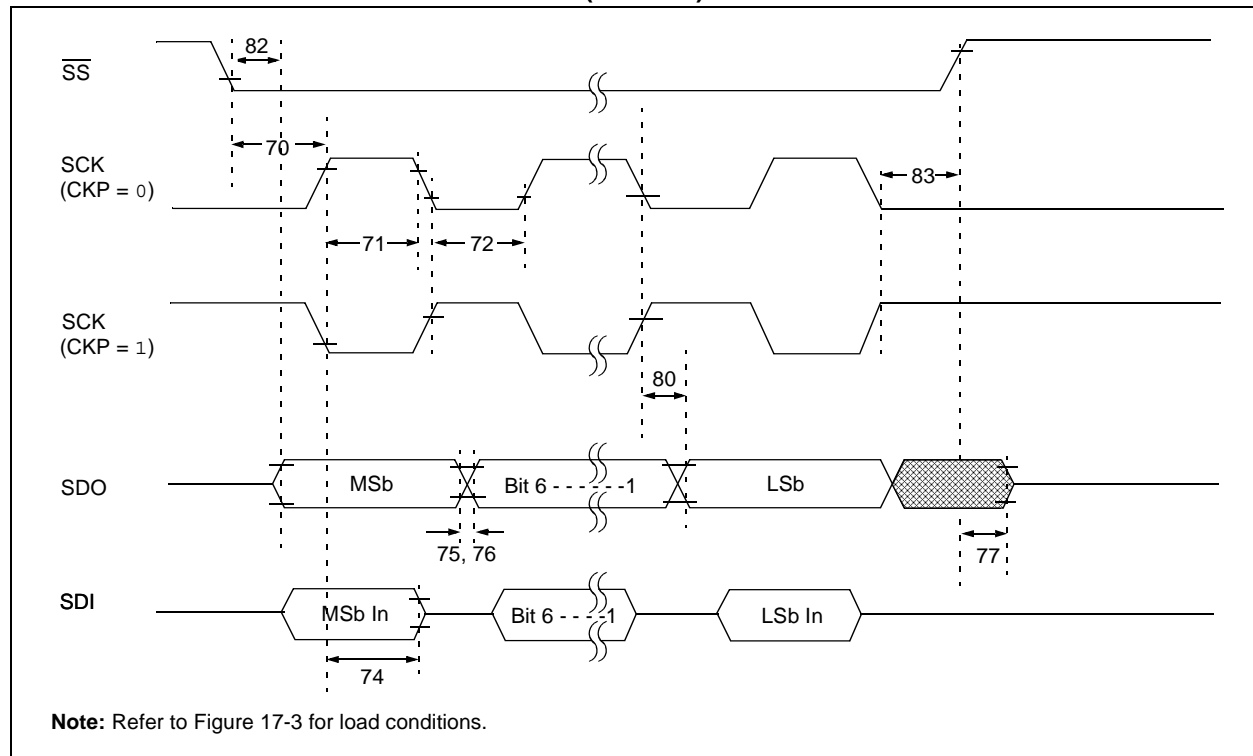 82
SS
70
SCK
(CKP = 0)
83
71
72
SCK
(CKP = 1)
80
SDO
MSb
Bit 6 - - - - - -1
LSb
75, 76
77
SDI
MSb In
Bit 6 - - - -1
LSb In
74
Note: Refer to Figure 17-3 for load conditions.